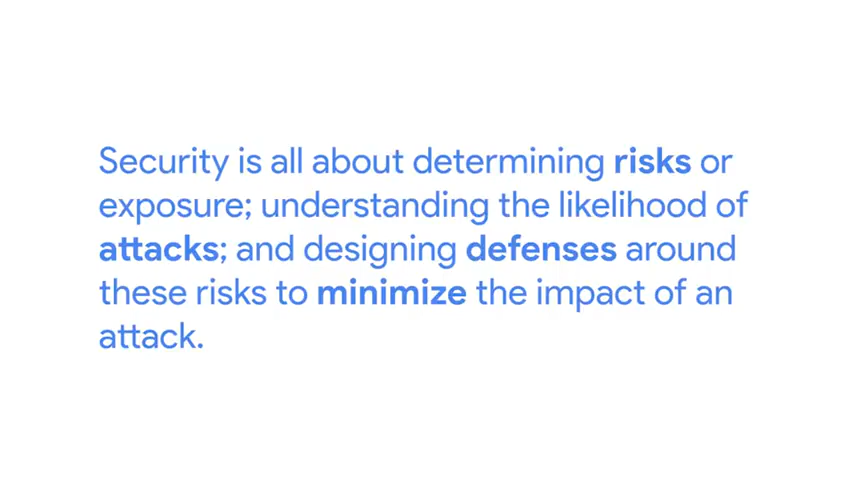 Security is all about determining risks or
exposure; understanding the likelihood of
attacks; and designing defenses around
these risks to minimize the impact of an
attack.